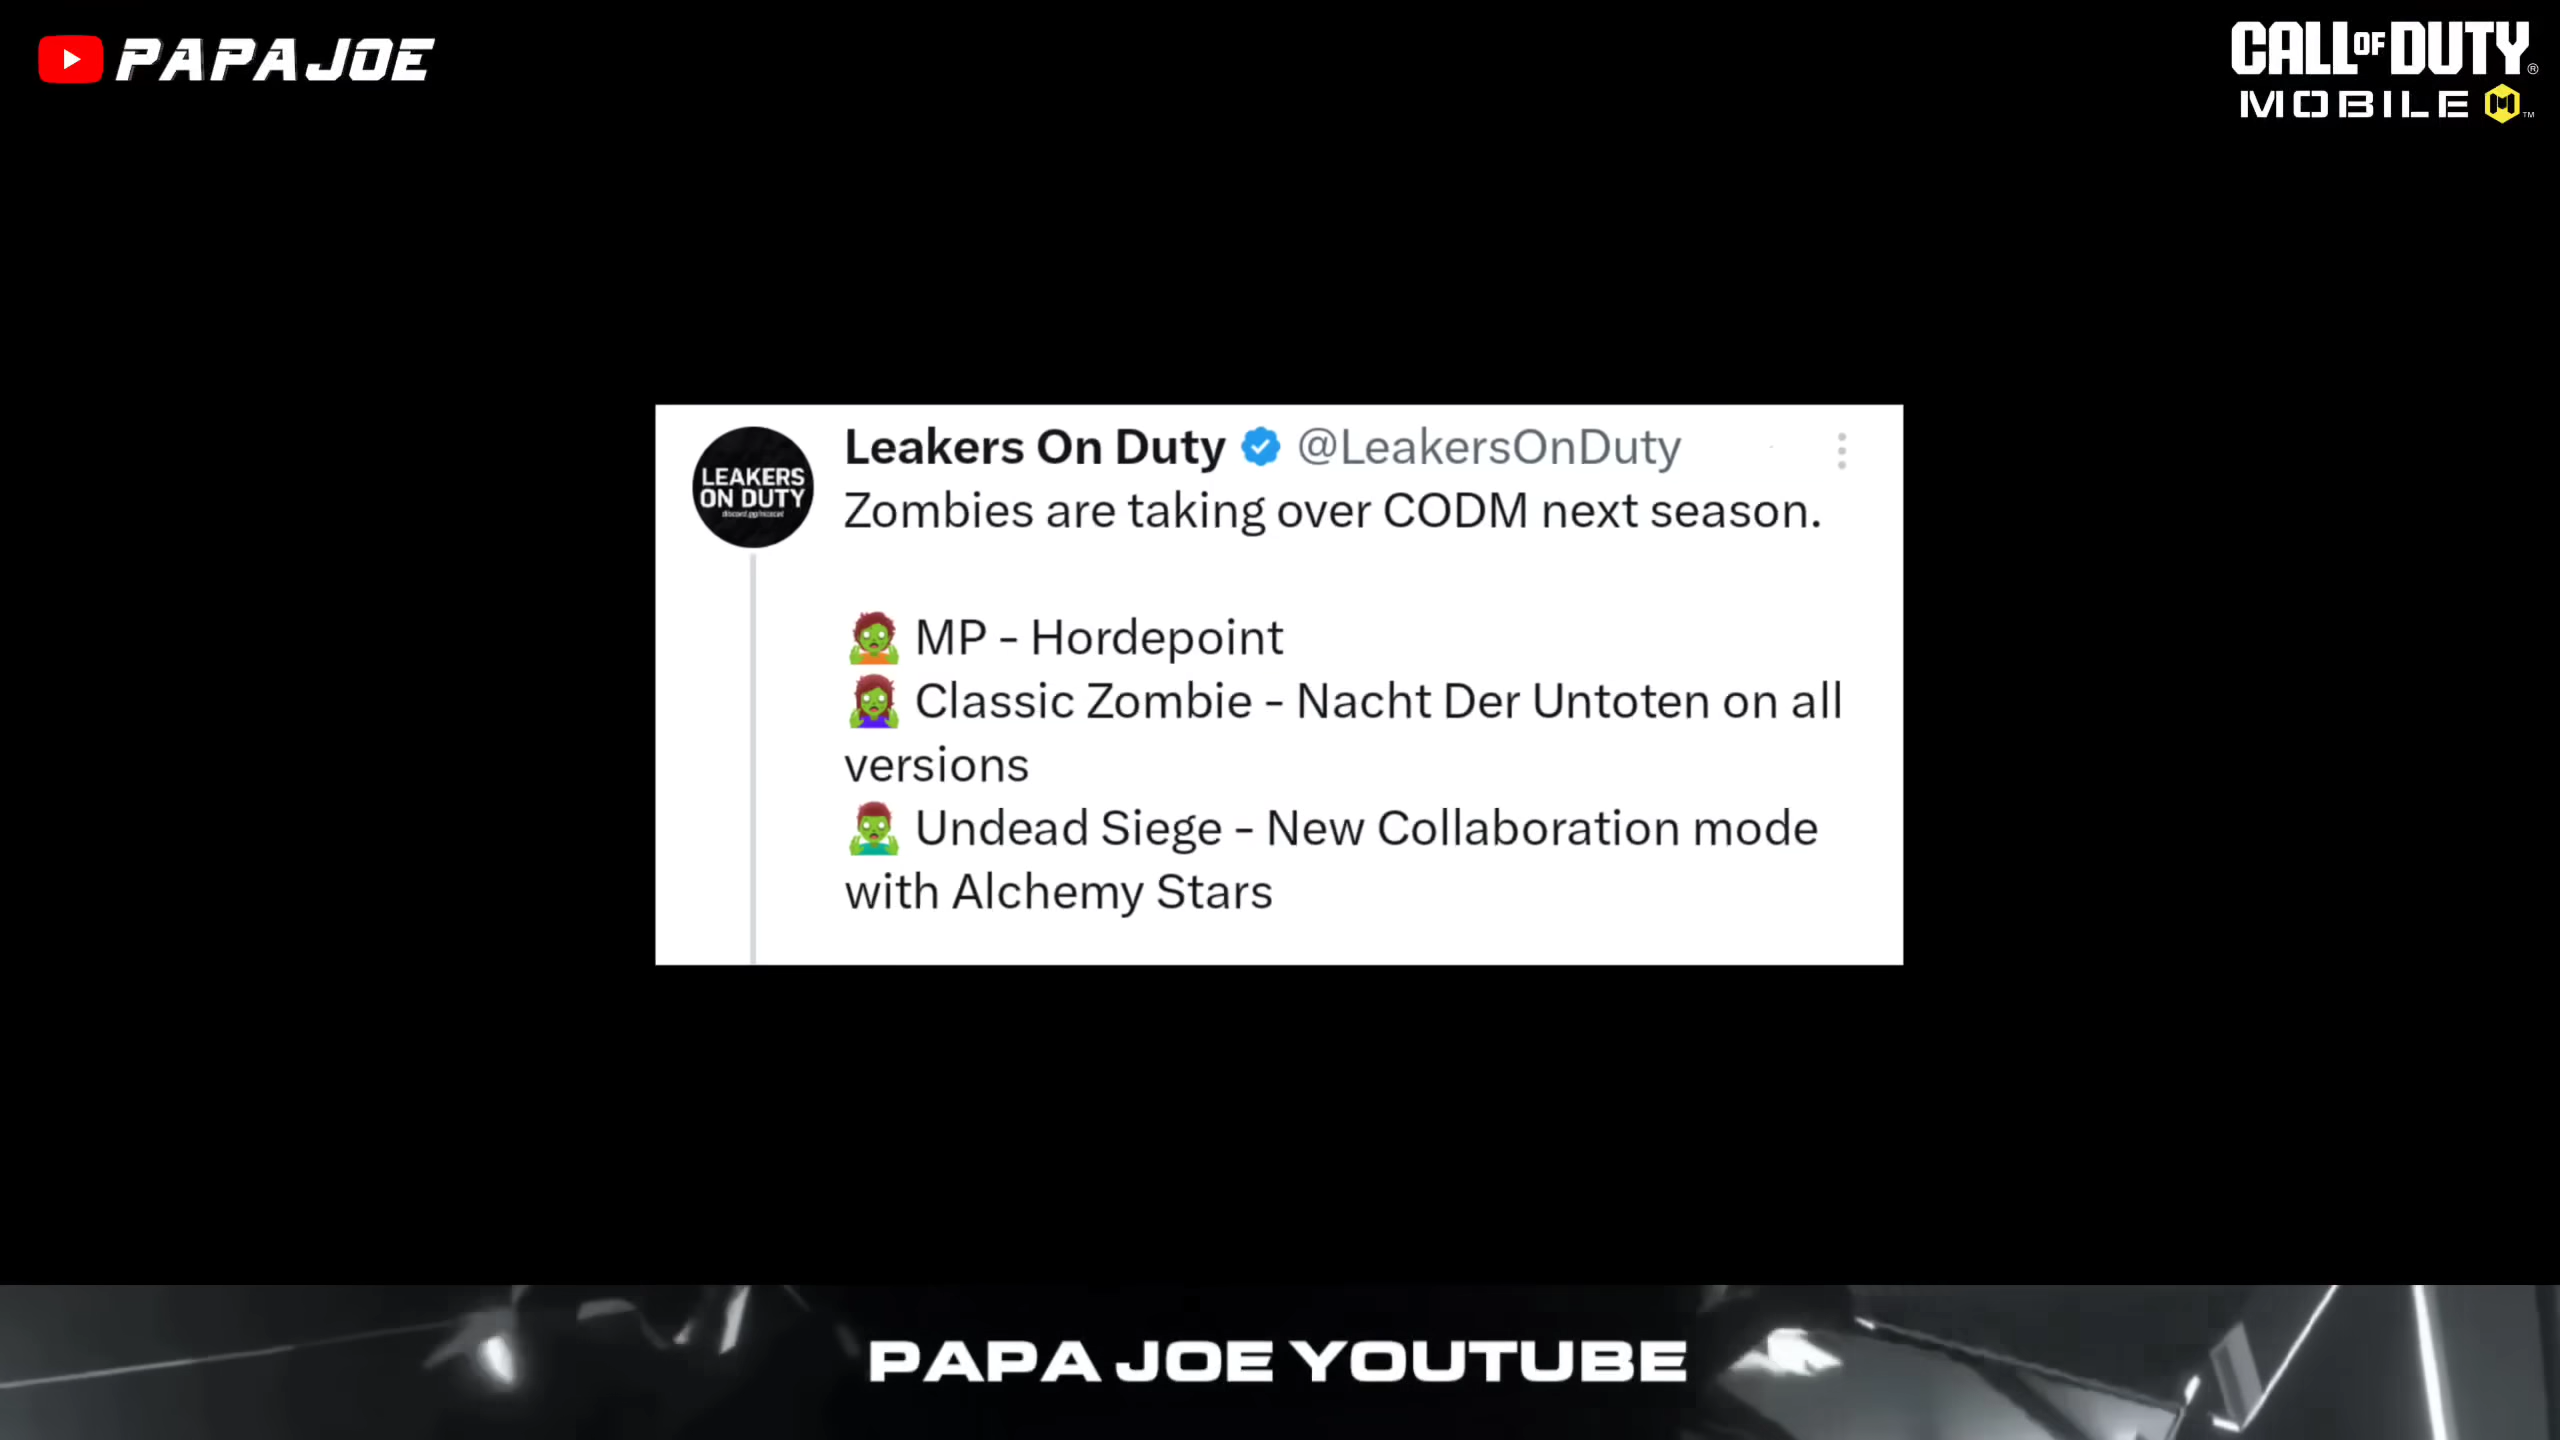 PAPAJOE
CALL OF DUTY®
MOBILE ™
LEAKERS
ON DUTY
Leakers On Duty @LeakersOnDuty
Zombies are taking over CODM next season.
🧟 MP - Hordepoint
🧟‍♀️ Classic Zombie - Nacht Der Untoten on all
versions
🧟‍♂️ Undead Siege - New Collaboration mode
with Alchemy Stars
PAPA JOE YOUTUBE